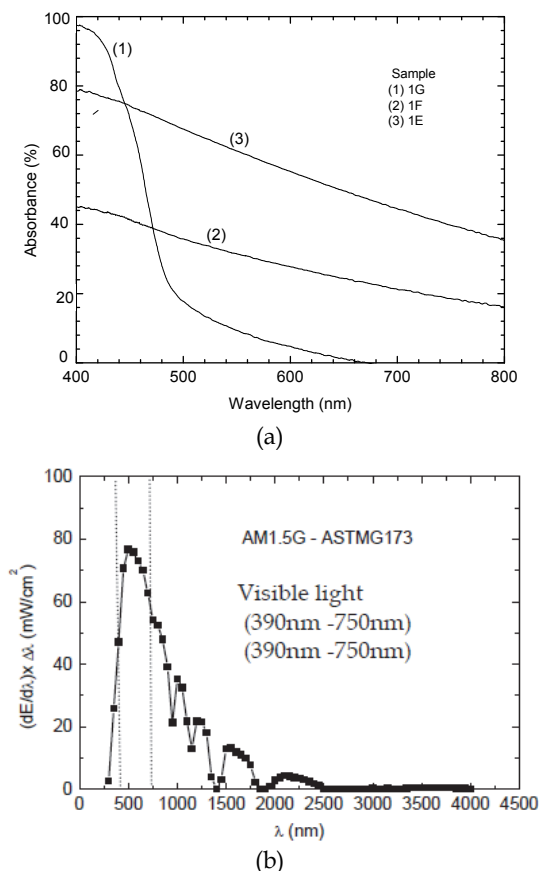 100
80
60
40
20
0
Absorbance (%)
(1)
(3)
(2)
Sample
(1) 1G
(2) 1F
(3) 1E
400 500 600 700 800
Wavelength (nm)
(a)
100
80
60
40
20
0
(dE/dλ)x Δλ (mW/cm²)
AM1.5G - ASTMG173
Visible light
(390nm -750nm)
(390nm -750nm)
0 500 1000 1500 2000 2500 3000 3500 4000 4500
λ (nm)
(b)